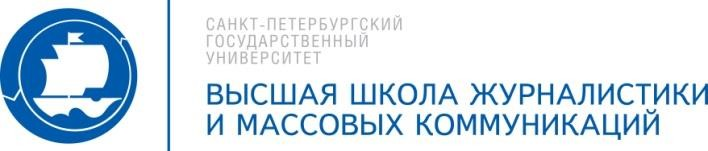 САНКТ-ПЕТЕРБУРГСКИЙ
ГОСУДАРСТВЕННЫЙ
УНИВЕРСИТЕТ
ВЫСШАЯ ШКОЛА ЖУРНАЛИСТИКИ
И МАССОВЫХ КОММУНИКАЦИЙ